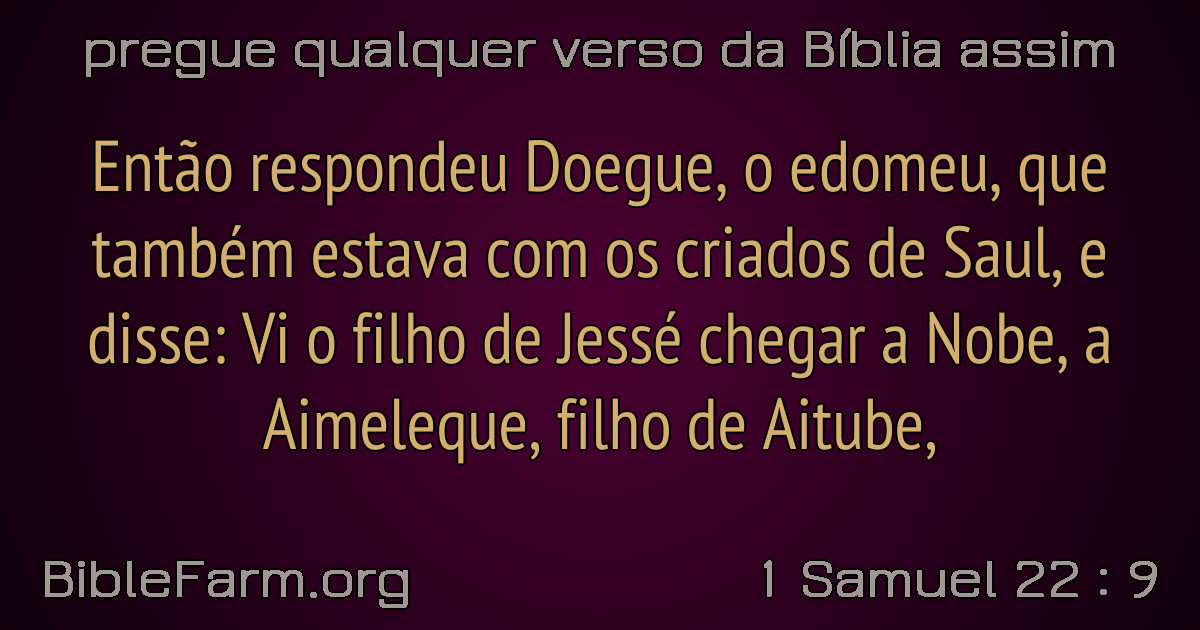 pregue qualquer verso da Bíblia assim
Então respondeu Doegue, o edomeu, que
também estava com os criados de Saul, e
disse: Vi o filho de Jessé chegar a Nobe, a
Aimeleque, filho de Aitube,
BibleFarm.org
1 Samuel 22 : 9